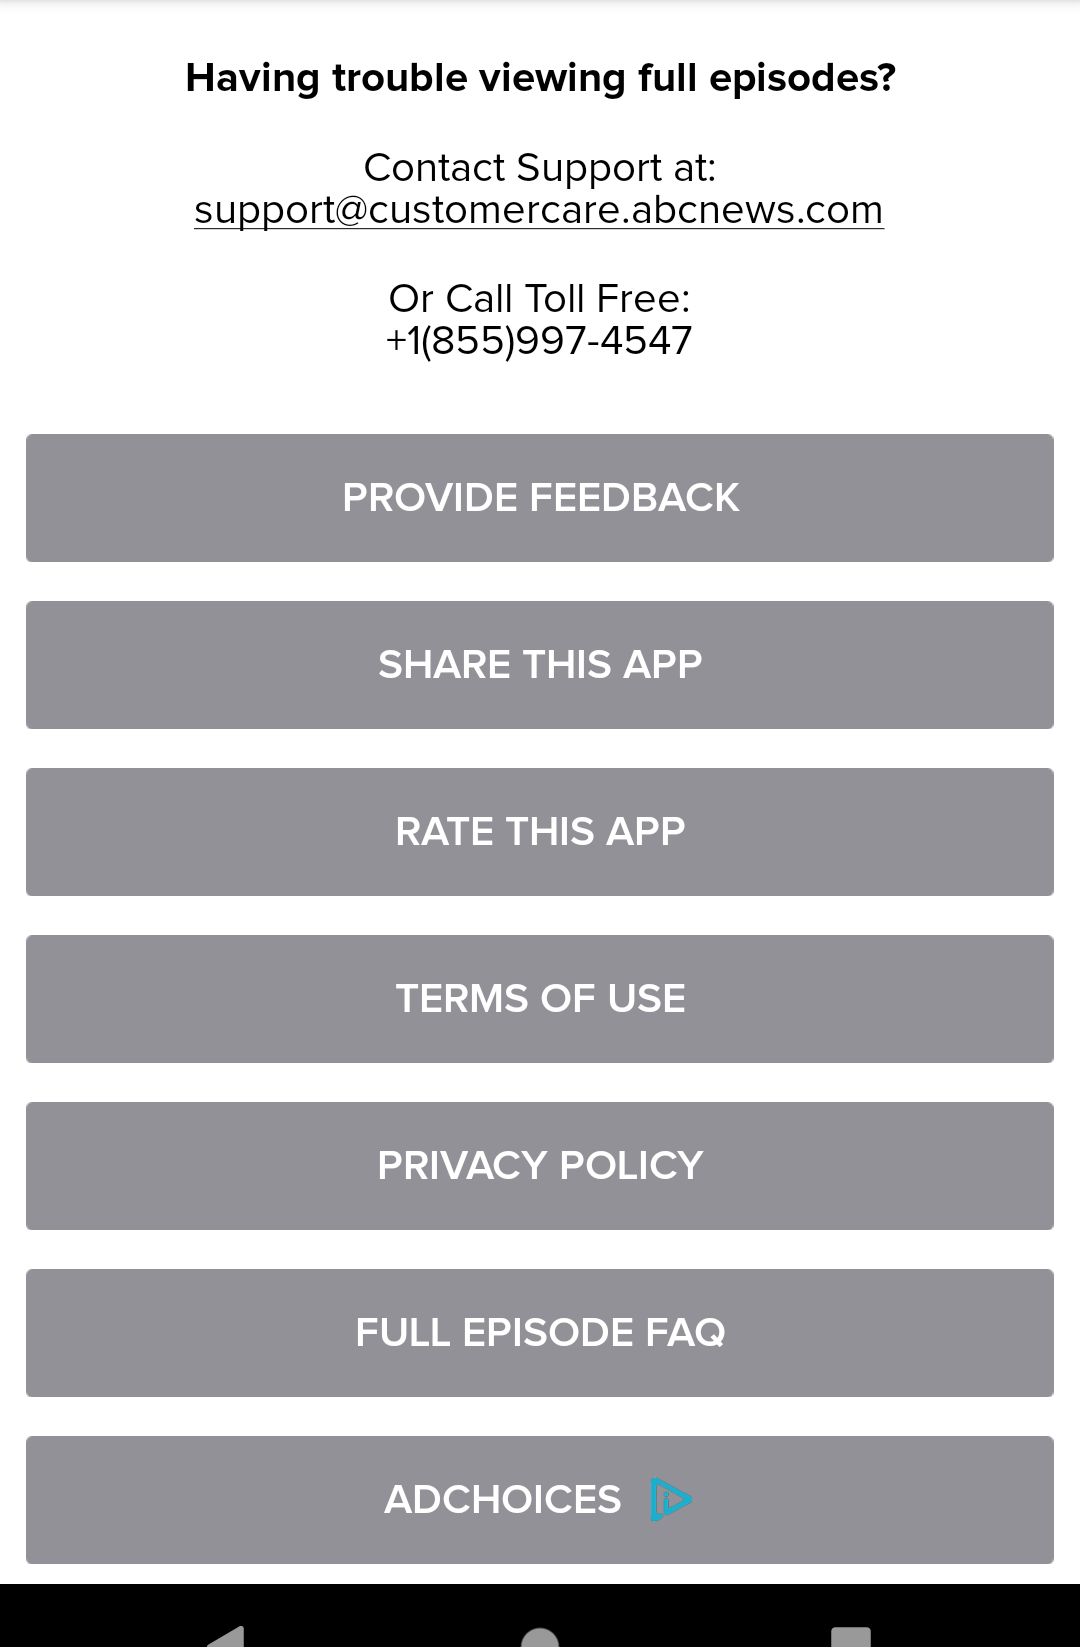 Having trouble viewing full episodes?
Contact Support at:
support@customercare.abcnews.com
Or Call Toll Free:
+1(855)997-4547
PROVIDE FEEDBACK
SHARE THIS APP
RATE THIS APP
TERMS OF USE
PRIVACY POLICY
FULL EPISODE FAQ
ADCHOICES